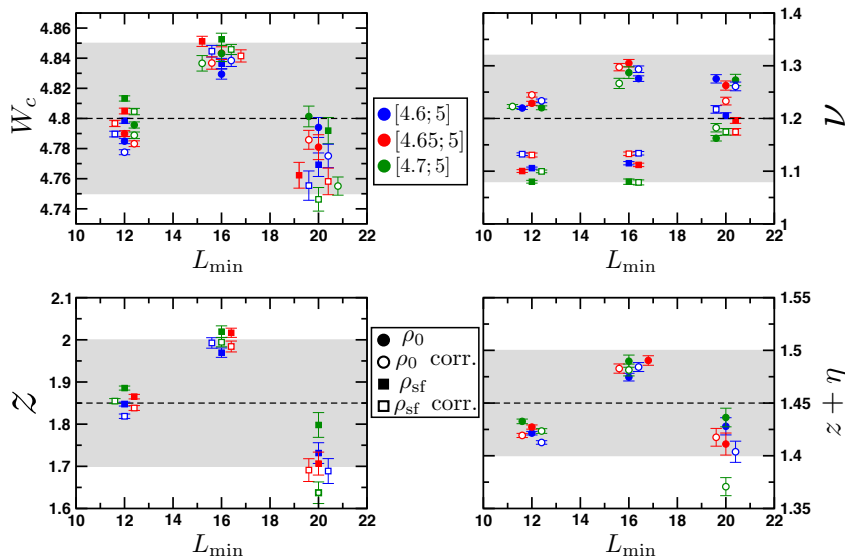 4.86
4.84
4.82
4.8
4.78
4.76
4.74
W_c
10 12 14 16 18 20 22
L_min
[4.6; 5]
[4.65; 5]
[4.7; 5]
1.4
1.3
1.2
1.1
1
ν
10 12 14 16 18 20 22
L_min
2.1
2
1.9
1.8
1.7
1.6
z
10 12 14 16 18 20 22
L_min
ρ_0
ρ_0 corr.
ρ_sf
ρ_sf corr.
1.55
1.5
1.45
1.4
1.35
z + η
10 12 14 16 18 20 22
L_min